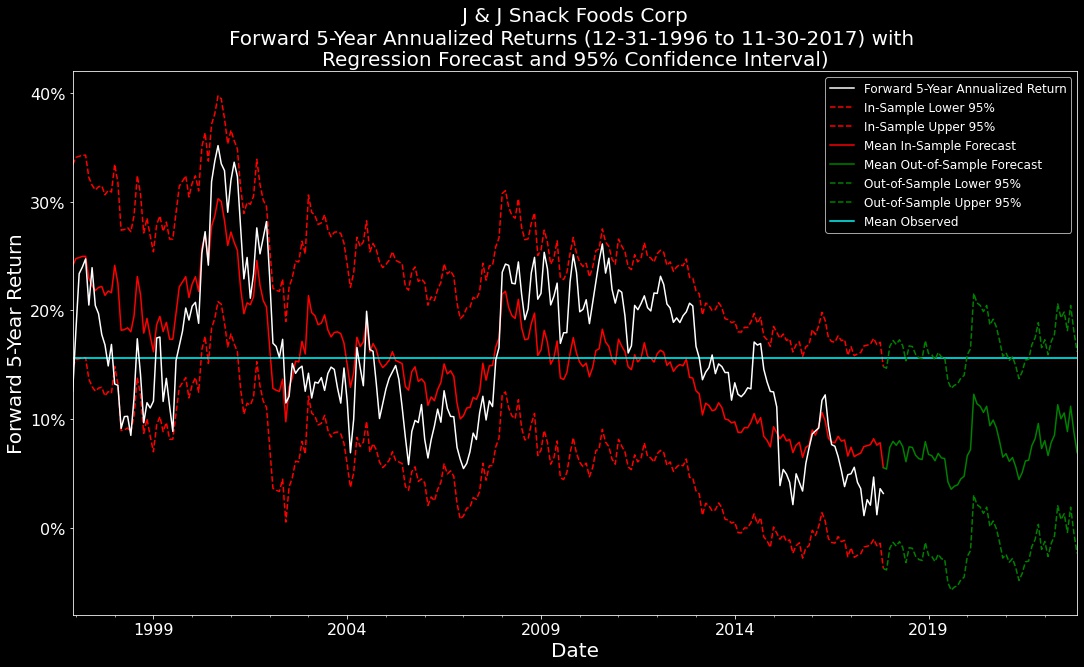 J & J Snack Foods Corp
Forward 5-Year Annualized Returns (12-31-1996 to 11-30-2017) with
Regression Forecast and 95% Confidence Interval)
Forward 5-Year Annualized Return
In-Sample Lower 95%
In-Sample Upper 95%
Mean In-Sample Forecast
Mean Out-of-Sample Forecast
Out-of-Sample Lower 95%
Out-of-Sample Upper 95%
Mean Observed
Forward 5-Year Return
40%
30%
20%
10%
0%
1999 2004 2009 2014 2019
Date